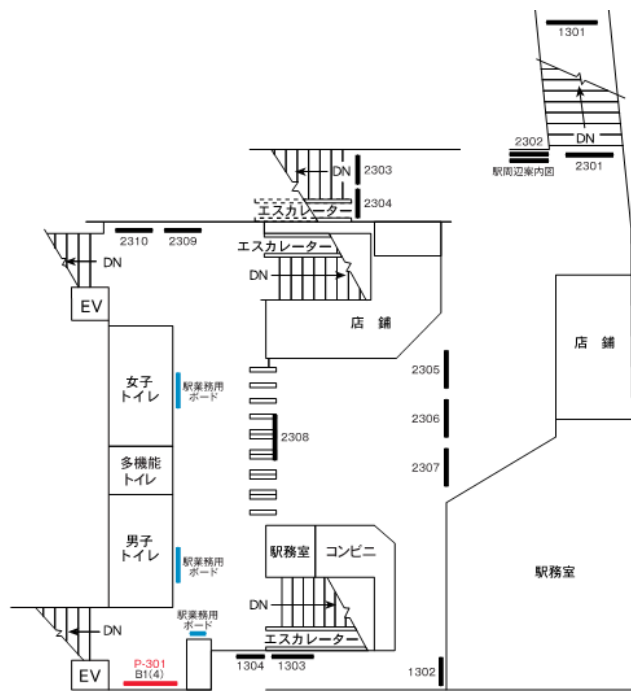 1301
DN
2302
駅周辺案内図
2301
DN
2303
2304
エスカレーター
2310
2309
エスカレーター
DN
DN
EV
店 舗
店 舗
女子
トイレ
駅業務用
ボード
2305
2306
2308
2307
多機能
トイレ
男子
トイレ
駅業務用
ボード
駅務室
コンビニ
駅務室
DN
駅業務用
ボード
DN
エスカレーター
EV
P-301
B1(4)
1304
1303
1302